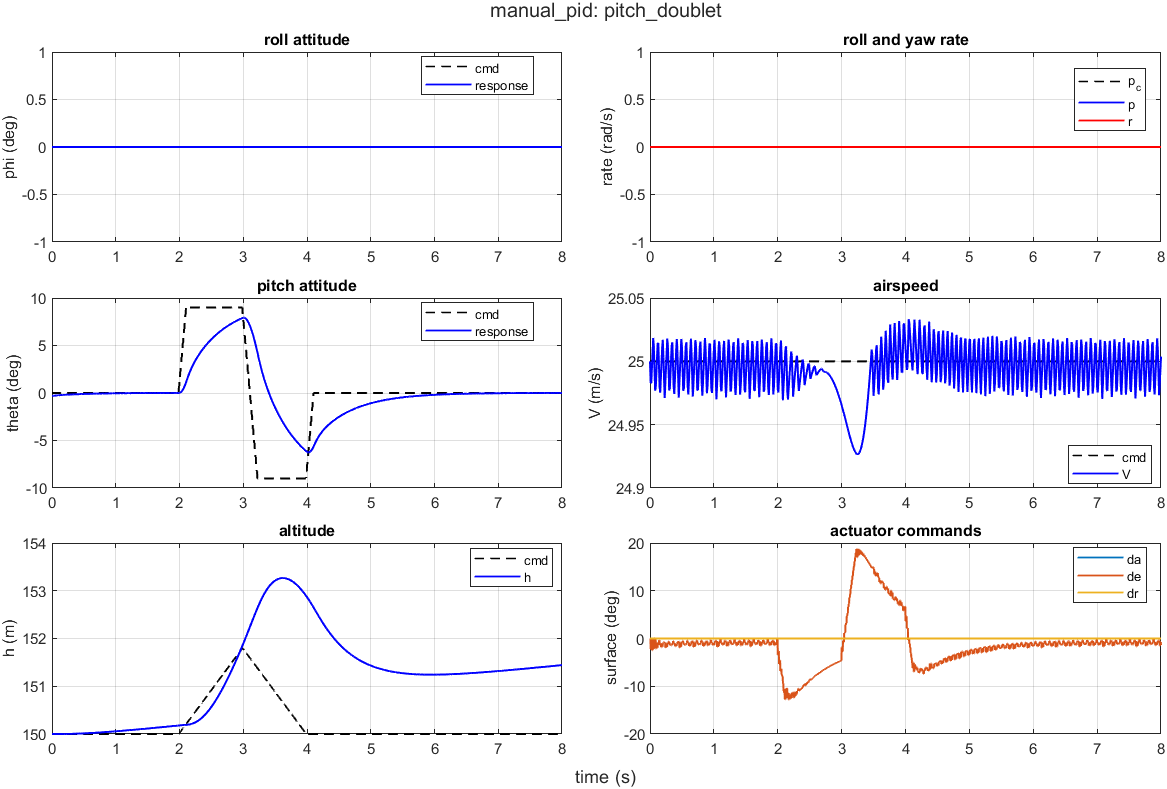 manual_pid: pitch_doublet
roll attitude
phi (deg)
1
0.5
0
-0.5
-1
0 1 2 3 4 5 6 7 8
cmd
response
roll and yaw rate
rate (rad/s)
1
0.5
0
-0.5
-1
0 1 2 3 4 5 6 7 8
p_c
p
r
pitch attitude
theta (deg)
10
5
0
-5
-10
0 1 2 3 4 5 6 7 8
cmd
response
airspeed
V (m/s)
25.05
25
24.95
24.9
0 1 2 3 4 5 6 7 8
cmd
V
altitude
h (m)
154
153
152
151
150
0 1 2 3 4 5 6 7 8
cmd
h
actuator commands
surface (deg)
20
10
0
-10
-20
0 1 2 3 4 5 6 7 8
da
de
dr
time (s)